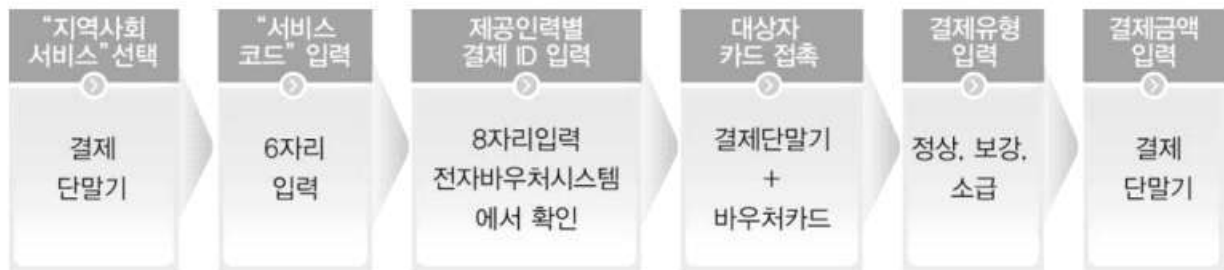 “지역사회
서비스”선택
결제
단말기
“서비스
코드” 입력
6자리
입력
제공인력별
결제 ID 입력
8자리입력
전자바우처시스템
에서 확인
대상자
카드 접촉
결제단말기
+
바우처카드
결제유형
입력
정상, 보강,
소급
결제금액
입력
결제
단말기